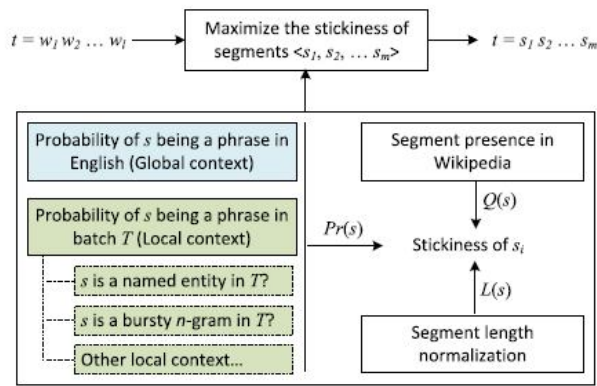 t = w1 w2 … wl
Maximize the stickiness of
segments <s1, s2, … sm>
t = s1 s2 … sm
Probability of s being a phrase in
English (Global context)
Probability of s being a phrase in
batch T (Local context)
s is a named entity in T?
s is a bursty n-gram in T?
Other local context…
Pr(s)
Segment presence in
Wikipedia
Q(s)
Stickiness of si
L(s)
Segment length
normalization